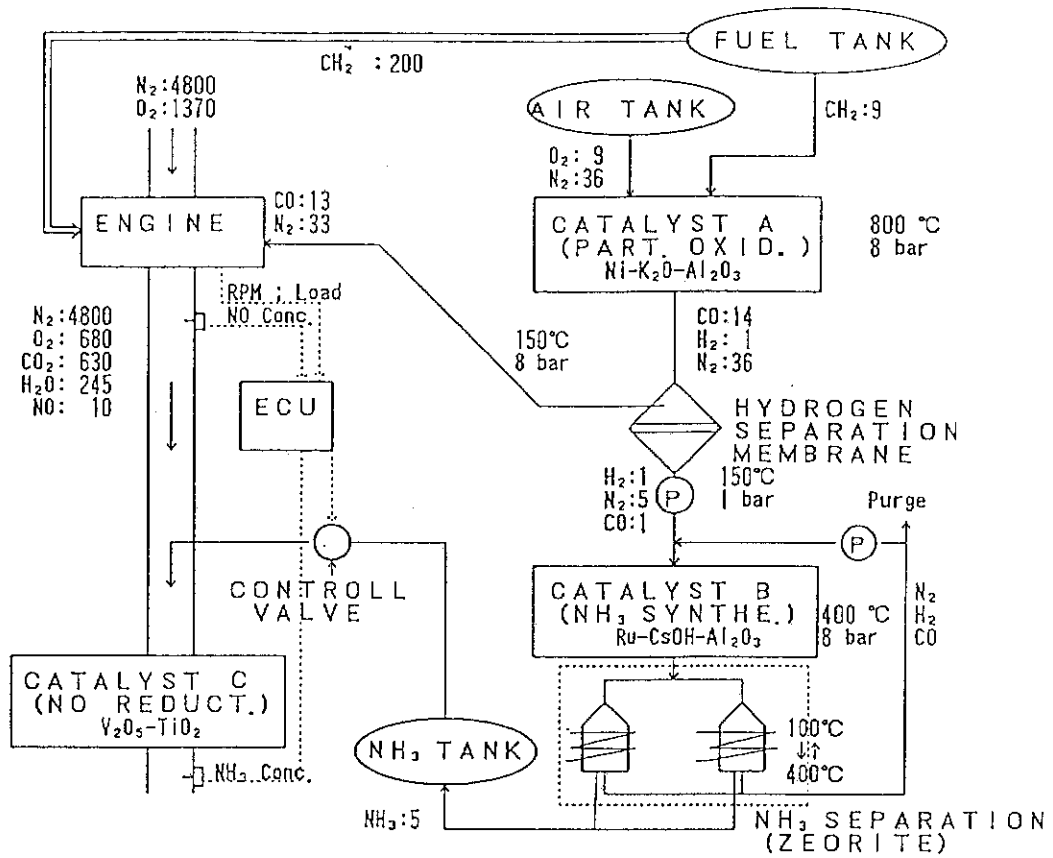 FUEL TANK
CH₂ :200
N₂:4800
O₂:1370
AIR TANK
CH₂:9
O₂: 9
N₂:36
ENGINE
CO:13
N₂:33
CATALYST A
(PART. OXID.)
Ni-K₂O-Al₂O₃
800 °C
8 bar
RPM ; Load
NO Conc.
N₂:4800
O₂: 680
CO₂: 630
H₂O: 245
NO: 10
150°C
8 bar
CO:14
H₂: 1
N₂:36
ECU
HYDROGEN
SEPARATION
MEMBRANE
H₂:1
N₂:5
CO:1
P
150°C
1 bar
Purge
P
CONTROLL
VALVE
CATALYST B
(NH₃ SYNTHE.)
Ru-CsOH-Al₂O₃
400 °C
8 bar
N₂
H₂
CO
CATALYST C
(NO REDUCT.)
V₂O₅-TiO₂
NH₃ TANK
100°C
↓↑
400°C
NH₃ Conc.
NH₃:5
NH₃ SEPARATION
(ZEORITE)